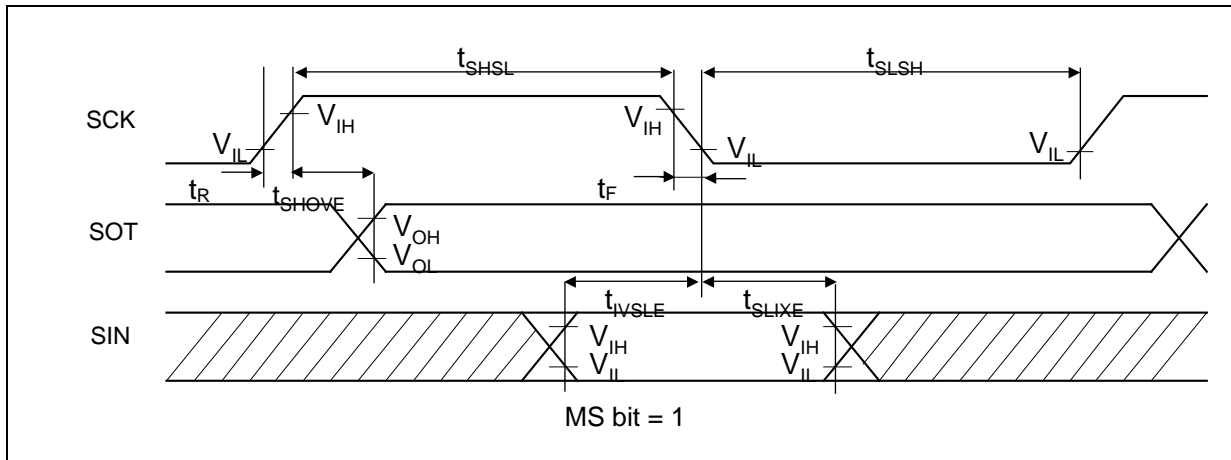 tSHSL tSLSH
SCK VIH VIH
VIL VIL VIL
tR tSHOVE tF
SOT VOH
VOL
tIVSLE tSLIXE
SIN VIH VIH
VIL VIL
MS bit = 1